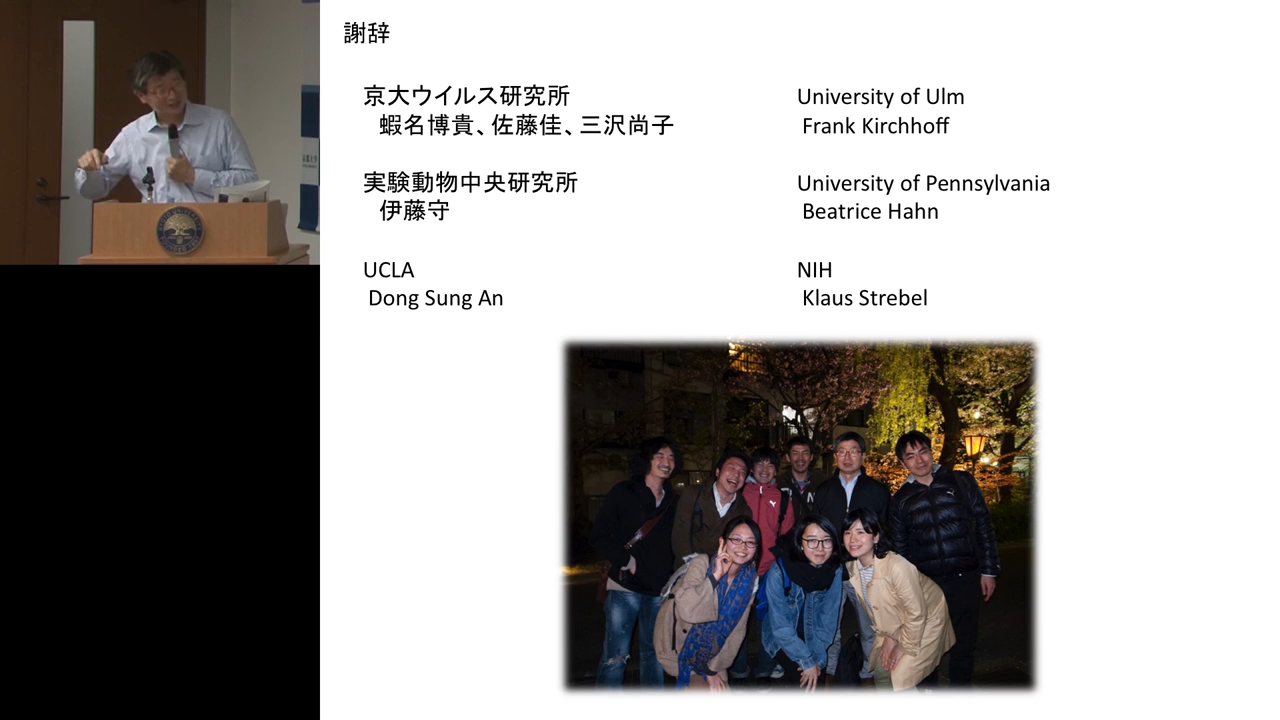 謝辞
京大ウイルス研究所
蝦名博貴、佐藤佳、三沢尚子
実験動物中央研究所
伊藤守
UCLA
Dong Sung An
University of Ulm
Frank Kirchhoff
University of Pennsylvania
Beatrice Hahn
NIH
Klaus Strebel